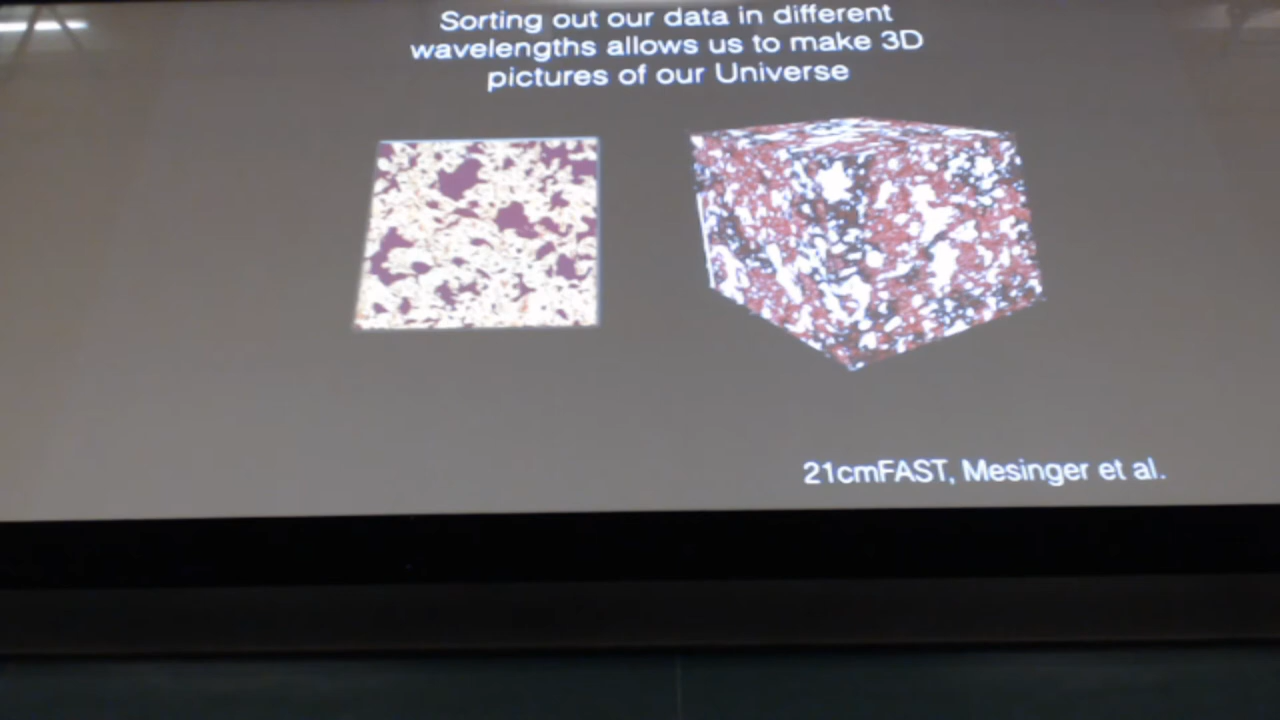 Sorting out our data in different
wavelengths allows us to make 3D
pictures of our Universe
21cmFAST, Mesinger et al.